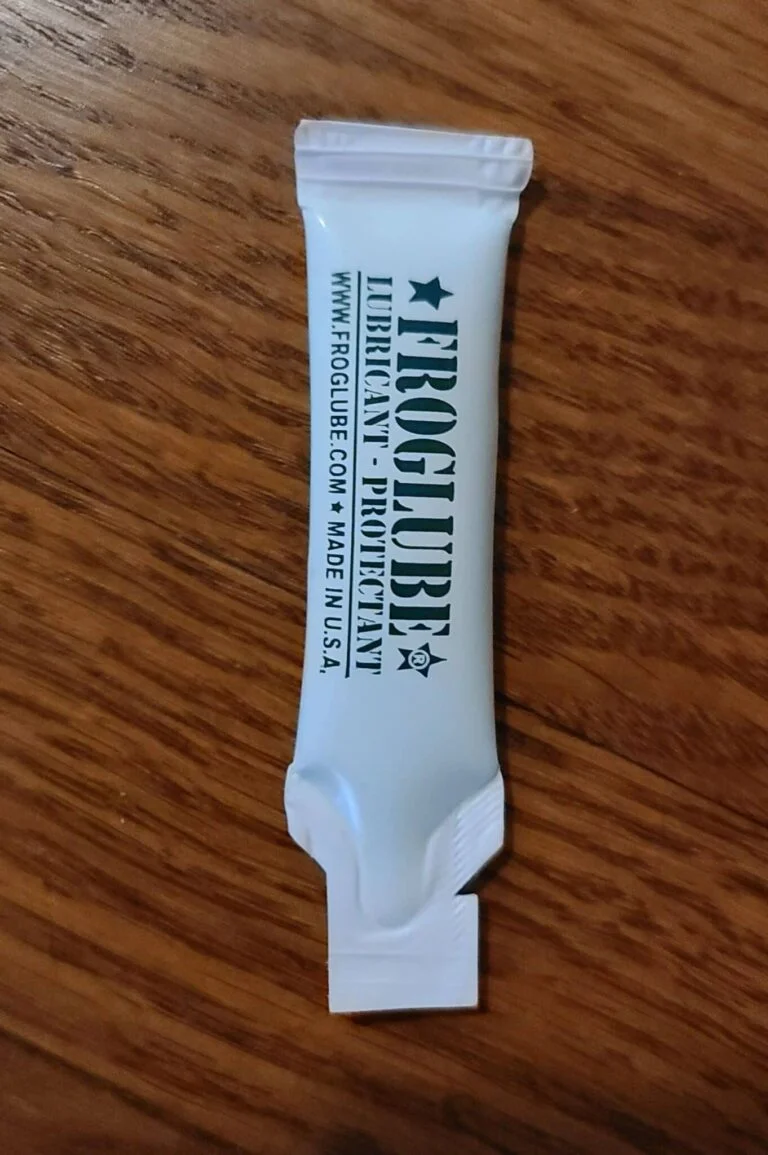 ★FROGLUBE®★
LUBRICANT - PROTECTANT
WWW.FROGLUBE.COM ★ MADE IN U.S.A.